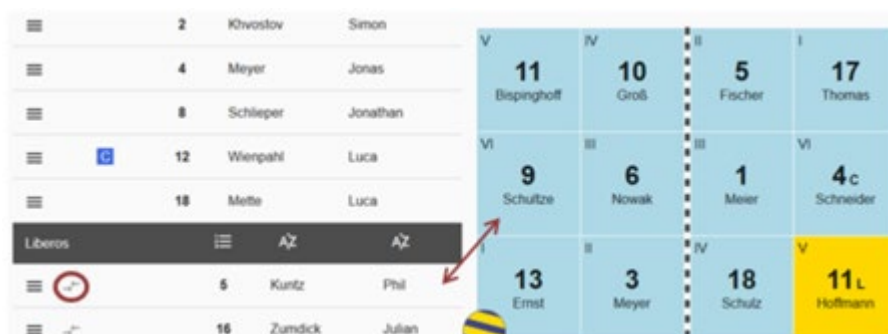 2 Khvostov Simon
4 Meyer Jonas
8 Schlieper Jonathan
C 12 Wienpahl Luca
18 Mette Luca
Liberos AZ AZ
5 Kuntz Phil
16 Zumdick Julian
V IV II I
11 10 5 17
Bispinghoff Groß Fischer Thomas
VI III III VI
9 6 1 4 C
Schultze Nowak Meier Schneider
I II IV V
13 3 18 11 L
Ernst Meyer Schulz Hoffmann